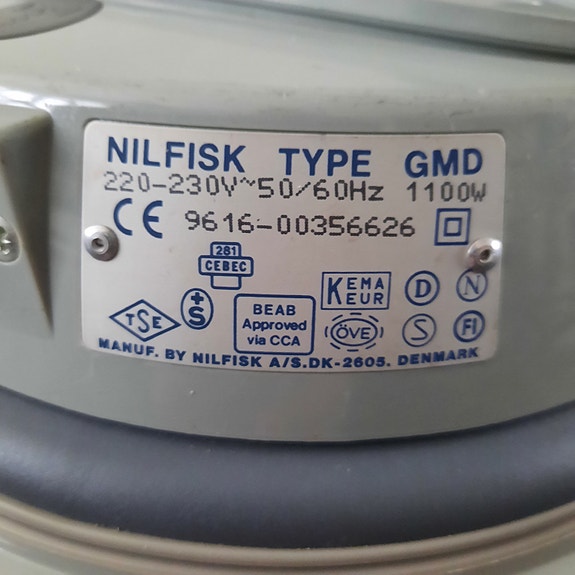 NILFISK TYPE GMD
220-230V~50/60Hz 1100W
CE 9616-00356626
281
CEBEC
KEMA
KEUR
D
N
+
S
TSE
BEAB
Approved
via CCA
ÖVE
S
FI
MANUF. BY NILFISK A/S.DK-2605. DENMARK